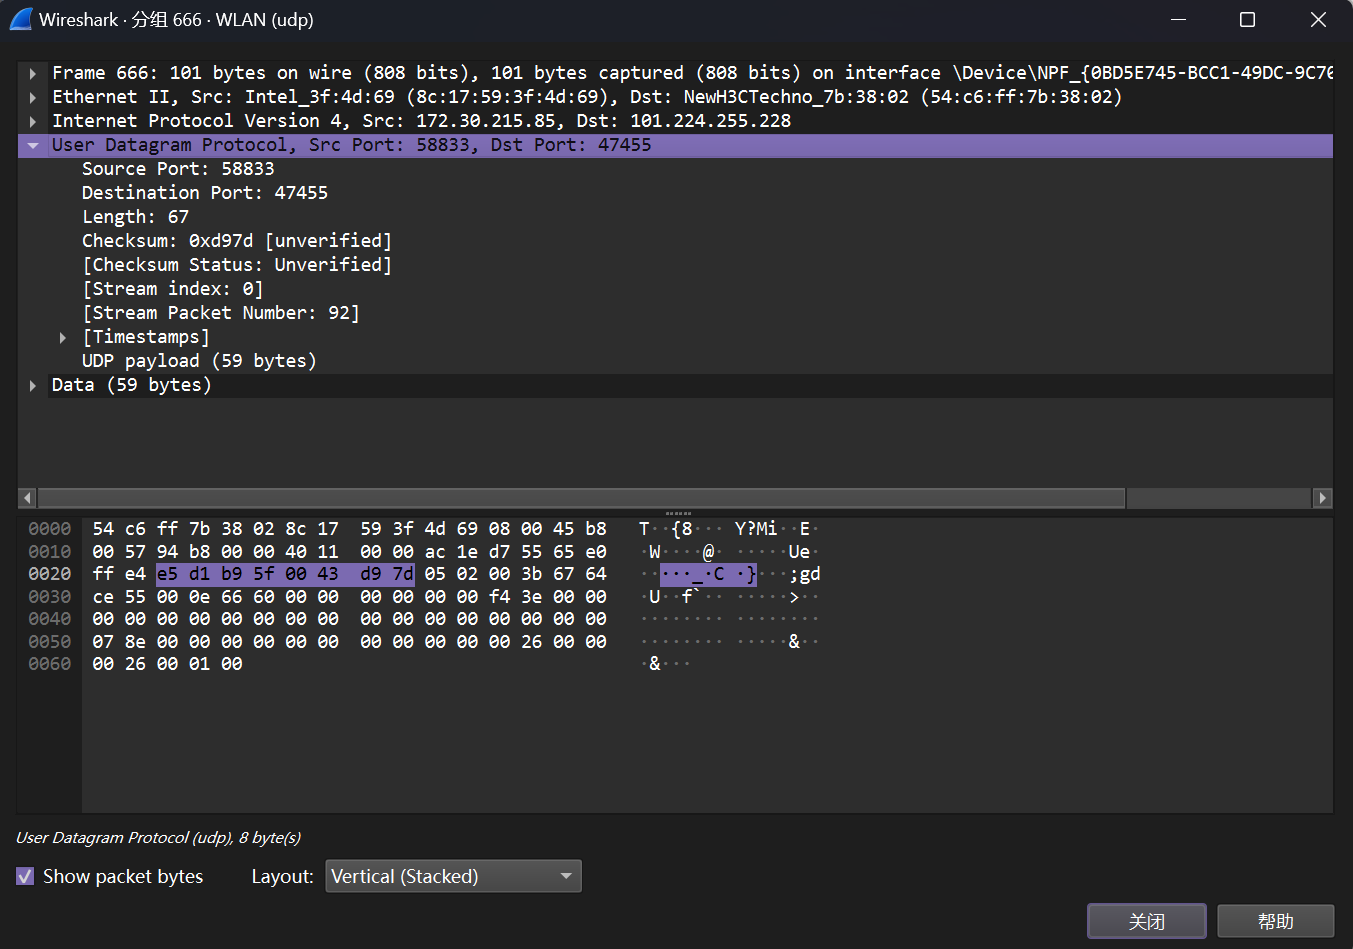 Wireshark · 分组 666 · WLAN (udp)
Frame 666: 101 bytes on wire (808 bits), 101 bytes captured (808 bits) on interface \Device\NPF_{0BD5E745-BCC1-49DC-9C70
Ethernet II, Src: Intel_3f:4d:69 (8c:17:59:3f:4d:69), Dst: NewH3CTechno_7b:38:02 (54:c6:ff:7b:38:02)
Internet Protocol Version 4, Src: 172.30.215.85, Dst: 101.224.255.228
User Datagram Protocol, Src Port: 58833, Dst Port: 47455
Source Port: 58833
Destination Port: 47455
Length: 67
Checksum: 0xd97d [unverified]
[Checksum Status: Unverified]
[Stream index: 0]
[Stream Packet Number: 92]
[Timestamps]
UDP payload (59 bytes)
Data (59 bytes)
0000 54 c6 ff 7b 38 02 8c 17 59 3f 4d 69 08 00 45 b8 T··{8··· Y?Mi··E·
0010 00 57 94 b8 00 00 40 11 00 00 ac 1e d7 55 65 e0 ·W····@· ·····Ue·
0020 ff e4 e5 d1 b9 5f 00 43 d9 7d 05 02 00 3b 67 64 ·····_·C ·}···;gd
0030 ce 55 00 0e 66 60 00 00 00 00 00 00 f4 3e 00 00 ·U··f`·· ·····>··
0040 00 00 00 00 00 00 00 00 00 00 00 00 00 00 00 00 ········ ········
0050 07 8e 00 00 00 00 00 00 00 00 00 00 00 26 00 00 ········ ·····&··
0060 00 26 00 01 00 ·&···
User Datagram Protocol (udp), 8 byte(s)
Show packet bytes Layout: Vertical (Stacked)
关闭 帮助